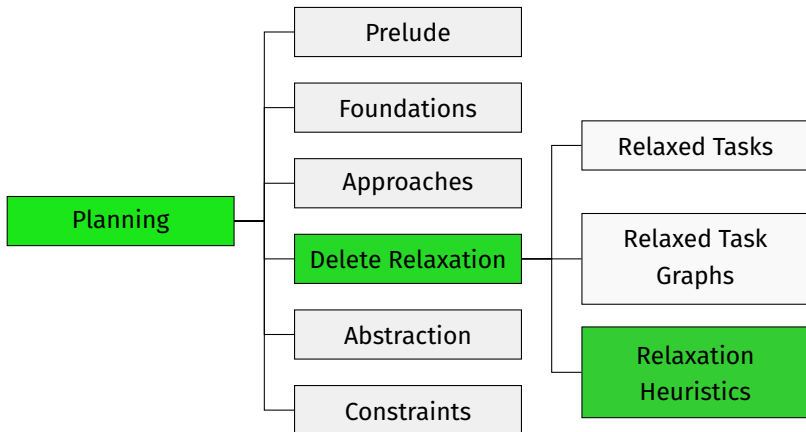 Prelude
Foundations
Approaches
Planning
Delete Relaxation
Abstraction
Constraints
Relaxed Tasks
Relaxed Task
Graphs
Relaxation
Heuristics